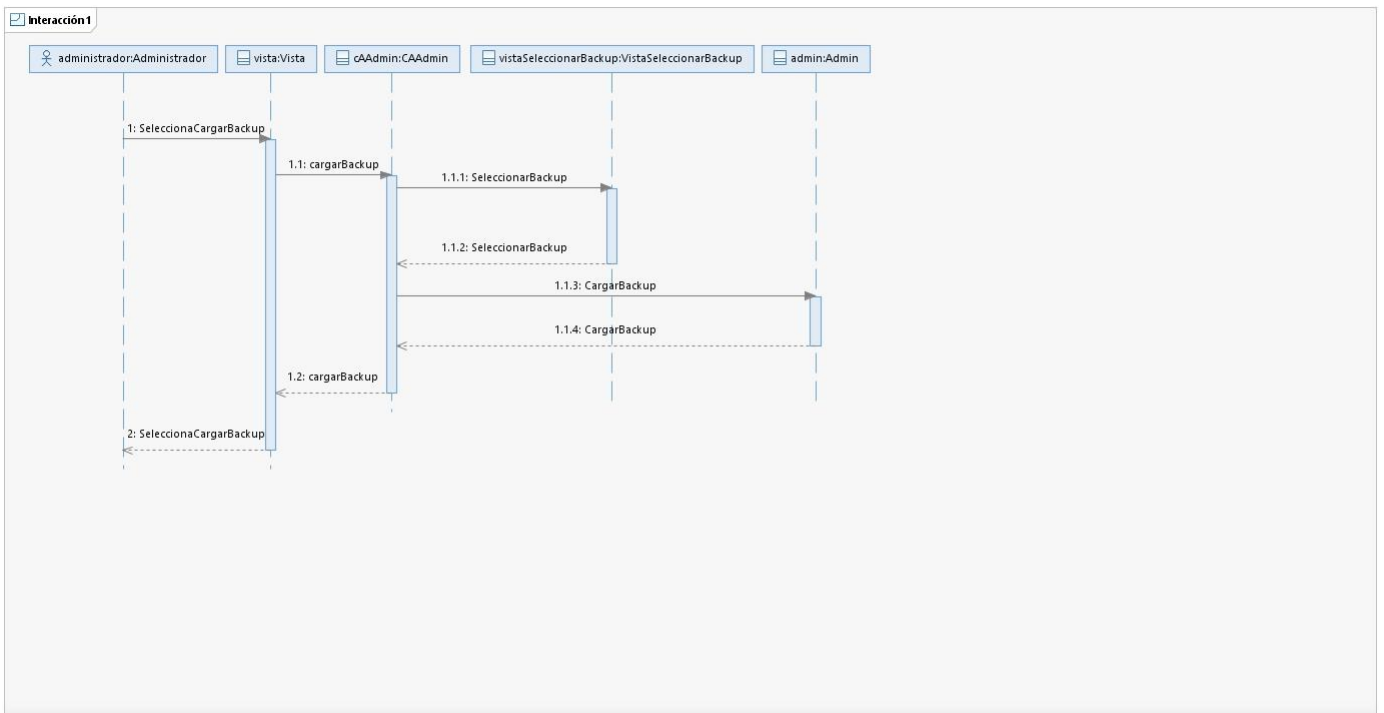 Interacción1
administrador:Administrador
vista:Vista
cAAdmin:CAAdmin
vistaSeleccionarBackup:VistaSeleccionarBackup
admin:Admin
1: SeleccionaCargarBackup
1.1: cargarBackup
1.1.1: SeleccionarBackup
1.1.2: SeleccionarBackup
1.1.3: CargarBackup
1.1.4: CargarBackup
1.2: cargarBackup
2: SeleccionaCargarBackup